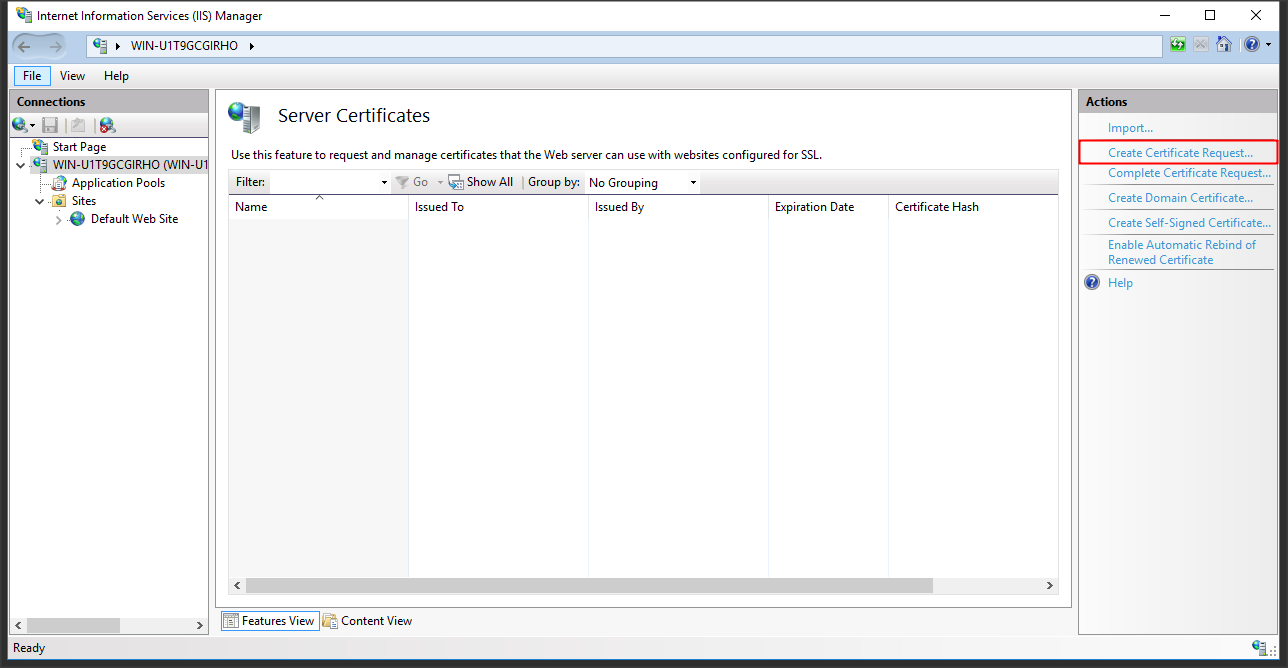 Internet Information Services (IIS) Manager
WIN-U1T9GCGIRHO
File View Help
Connections
Start Page
WIN-U1T9GCGIRHO (WIN-U1
Application Pools
Sites
Default Web Site
Server Certificates
Use this feature to request and manage certificates that the Web server can use with websites configured for SSL.
Filter: Go Show All Group by: No Grouping
Name Issued To Issued By Expiration Date Certificate Hash
Features View Content View
Actions
Import...
Create Certificate Request...
Complete Certificate Request...
Create Domain Certificate...
Create Self-Signed Certificate...
Enable Automatic Rebind of
Renewed Certificate
Help
Ready